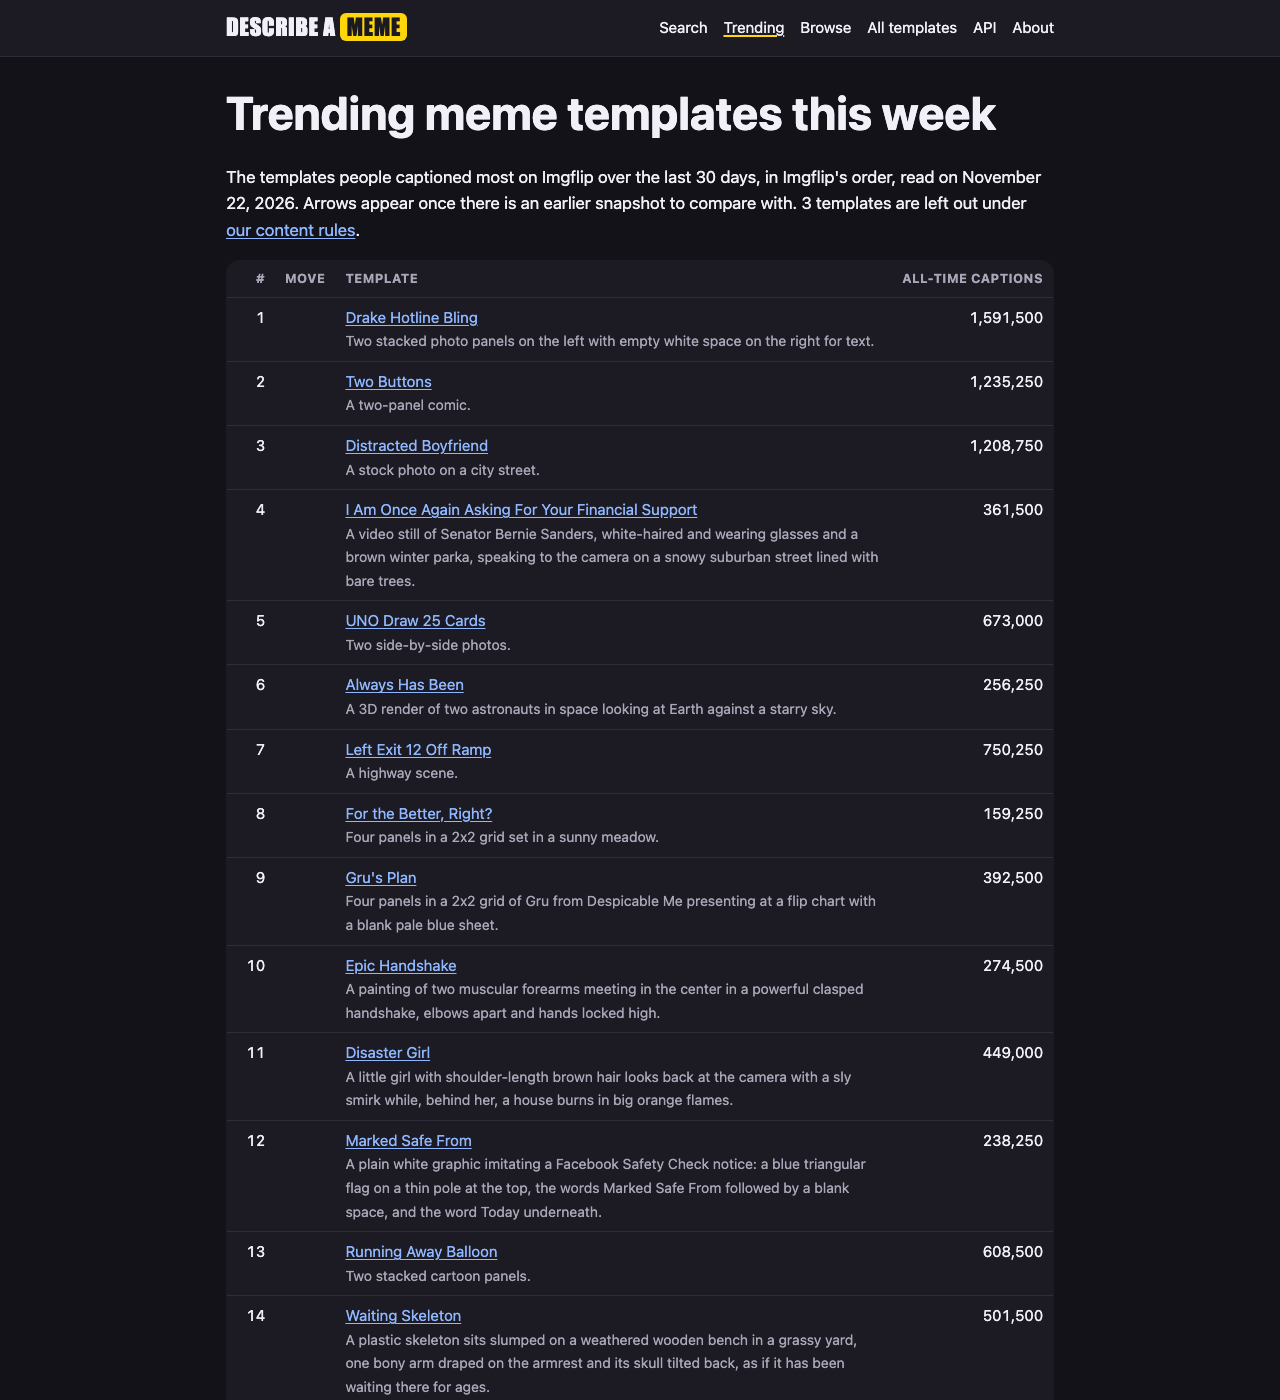 DESCRIBE A MEME
Search Trending Browse All templates API About
Trending meme templates this week
The templates people captioned most on Imgflip over the last 30 days, in Imgflip's order, read on November
22, 2026. Arrows appear once there is an earlier snapshot to compare with. 3 templates are left out under
our content rules.
# MOVE TEMPLATE ALL-TIME CAPTIONS
1 Drake Hotline Bling 1,591,500
Two stacked photo panels on the left with empty white space on the right for text.
2 Two Buttons 1,235,250
A two-panel comic.
3 Distracted Boyfriend 1,208,750
A stock photo on a city street.
4 I Am Once Again Asking For Your Financial Support 361,500
A video still of Senator Bernie Sanders, white-haired and wearing glasses and a
brown winter parka, speaking to the camera on a snowy suburban street lined with
bare trees.
5 UNO Draw 25 Cards 673,000
Two side-by-side photos.
6 Always Has Been 256,250
A 3D render of two astronauts in space looking at Earth against a starry sky.
7 Left Exit 12 Off Ramp 750,250
A highway scene.
8 For the Better, Right? 159,250
Four panels in a 2x2 grid set in a sunny meadow.
9 Gru's Plan 392,500
Four panels in a 2x2 grid of Gru from Despicable Me presenting at a flip chart with
a blank pale blue sheet.
10 Epic Handshake 274,500
A painting of two muscular forearms meeting in the center in a powerful clasped
handshake, elbows apart and hands locked high.
11 Disaster Girl 449,000
A little girl with shoulder-length brown hair looks back at the camera with a sly
smirk while, behind her, a house burns in big orange flames.
12 Marked Safe From 238,250
A plain white graphic imitating a Facebook Safety Check notice: a blue triangular
flag on a thin pole at the top, the words Marked Safe From followed by a blank
space, and the word Today underneath.
13 Running Away Balloon 608,500
Two stacked cartoon panels.
14 Waiting Skeleton 501,500
A plastic skeleton sits slumped on a weathered wooden bench in a grassy yard,
one bony arm draped on the armrest and its skull tilted back, as if it has been
waiting there for ages.